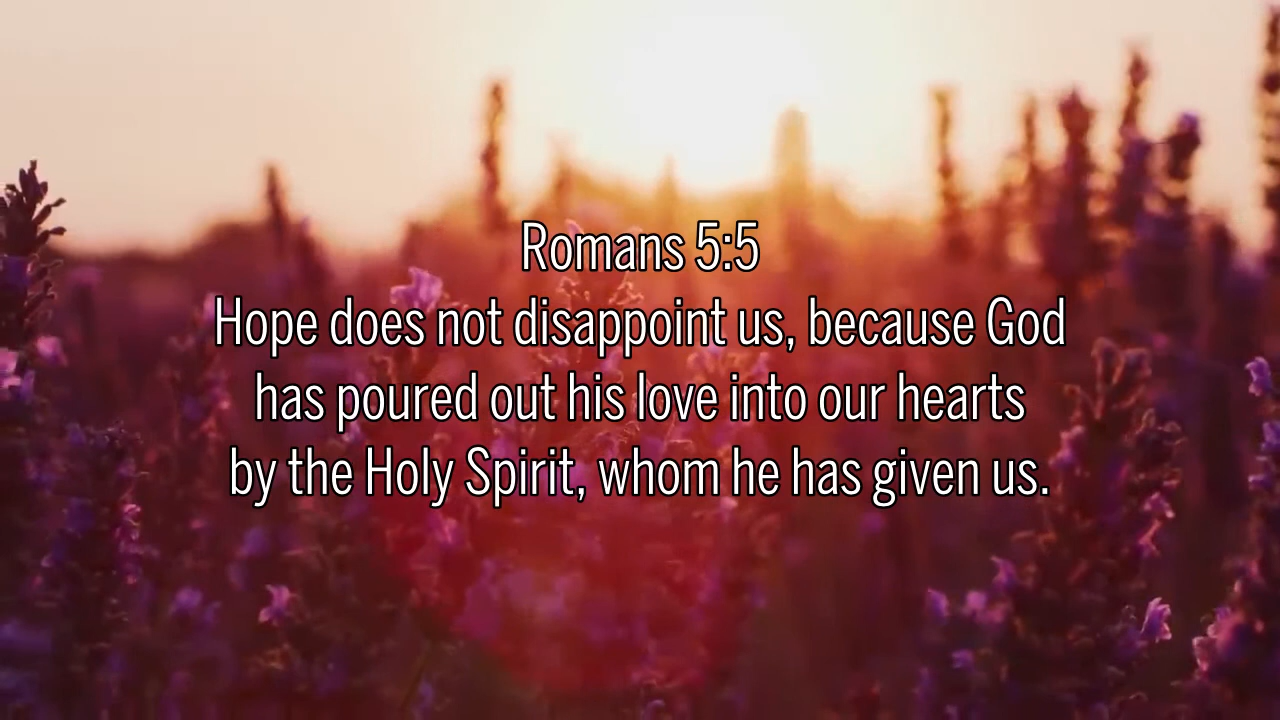 Romans 5:5
Hope does not disappoint us, because God
has poured out his love into our hearts
by the Holy Spirit, whom he has given us.